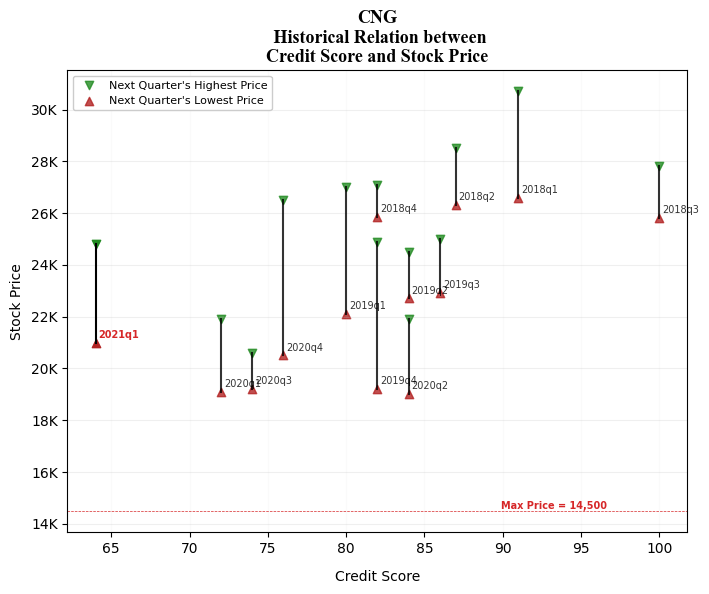 CNG
Historical Relation between
Credit Score and Stock Price
Next Quarter's Highest Price
Next Quarter's Lowest Price
30K
28K
26K
24K
22K
20K
18K
16K
14K
Stock Price
2018q1
2018q2
2018q3
2018q4
2019q1
2019q2
2019q3
2019q4
2020q1
2020q2
2020q3
2020q4
2021q1
Max Price = 14,500
65
70
75
80
85
90
95
100
Credit Score